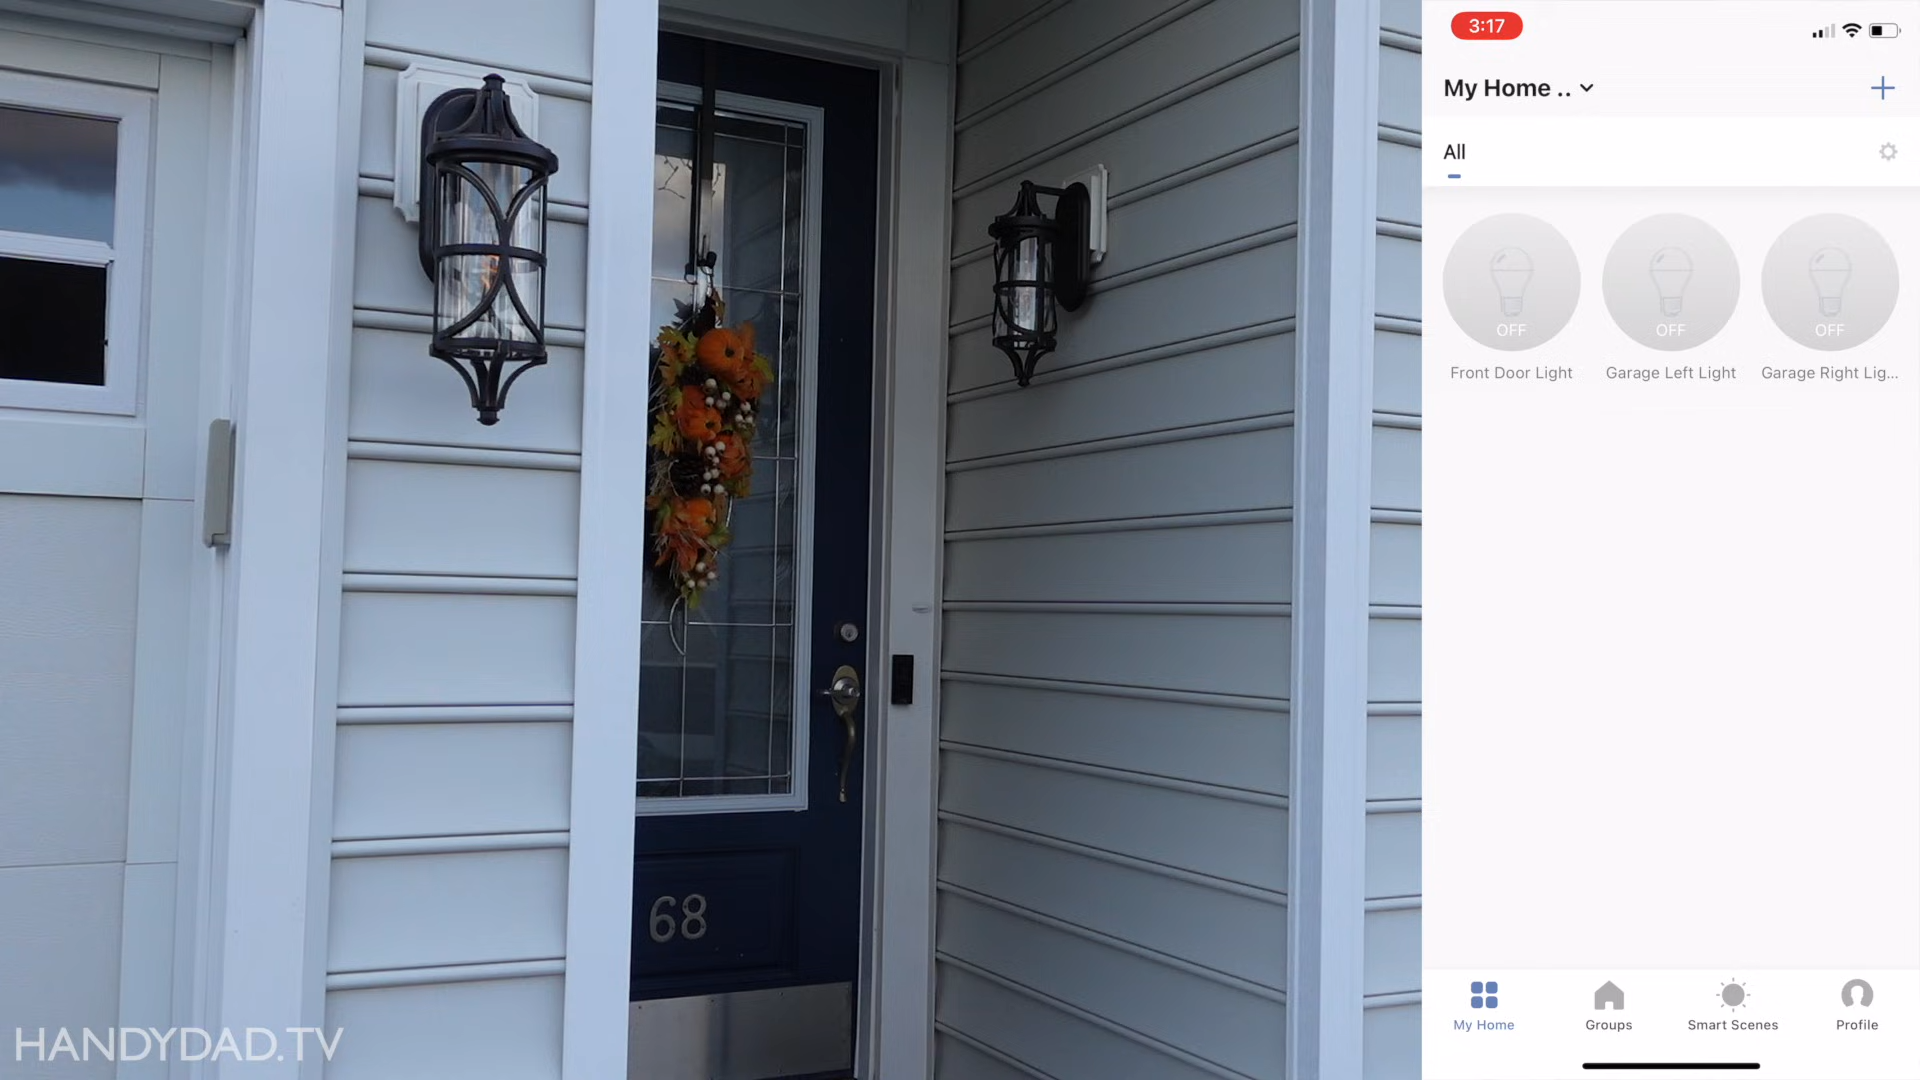 3:17
My Home ..
All
OFF
OFF
OFF
Front Door Light
Garage Left Light
Garage Right Lig...
68
My Home
Groups
Smart Scenes
Profile
HANDYDAD.TV